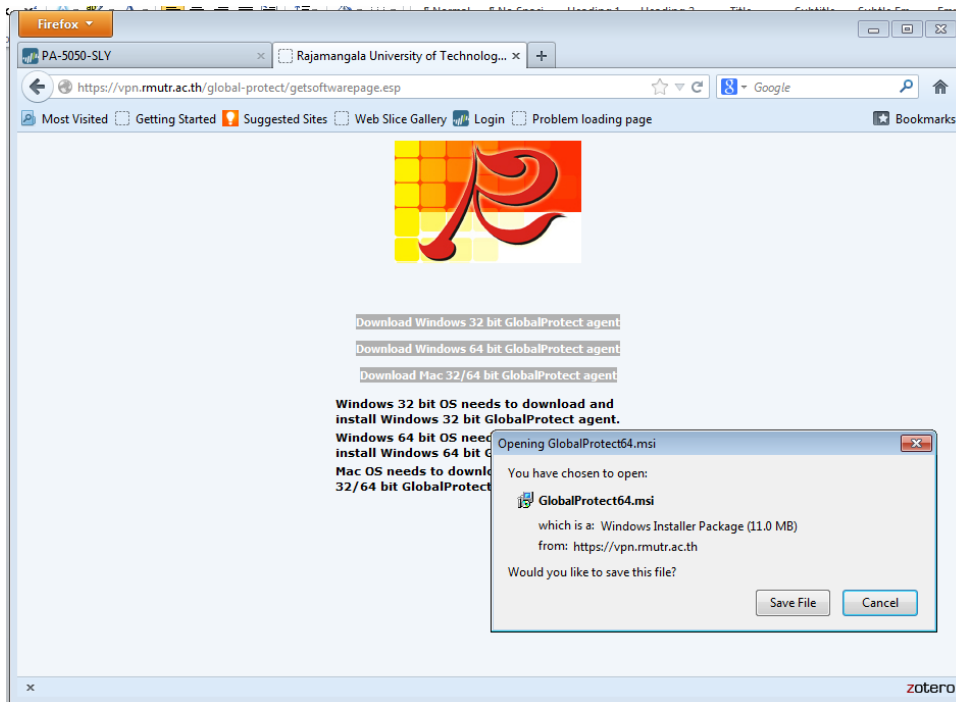 Firefox
PA-5050-SLY
Rajamangala University of Technolog...
https://vpn.rmutr.ac.th/global-protect/getsoftwarepage.esp
Google
Most Visited Getting Started Suggested Sites Web Slice Gallery Login Problem loading page Bookmarks
Download Windows 32 bit GlobalProtect agent
Download Windows 64 bit GlobalProtect agent
Download Mac 32/64 bit GlobalProtect agent
Windows 32 bit OS needs to download and
install Windows 32 bit GlobalProtect agent.
Windows 64 bit OS need
install Windows 64 bit G
Mac OS needs to downl
32/64 bit GlobalProtect
Opening GlobalProtect64.msi
You have chosen to open:
GlobalProtect64.msi
which is a: Windows Installer Package (11.0 MB)
from: https://vpn.rmutr.ac.th
Would you like to save this file?
Save File Cancel
zotero